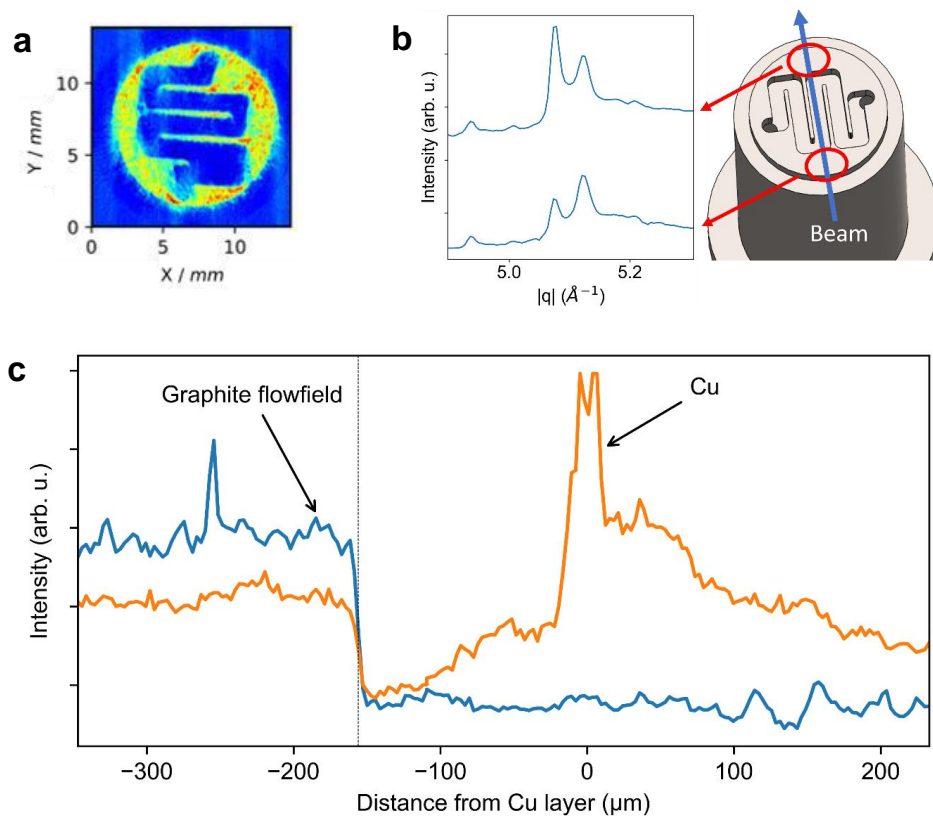 a
10
5
0
0 5 10
Y / mm
X / mm
b
Intensity (arb. u.)
5.0 5.2
|q| (Å⁻¹)
Beam
c
Graphite flowfield
Cu
Intensity (arb. u.)
−300 −200 −100 0 100 200
Distance from Cu layer (μm)